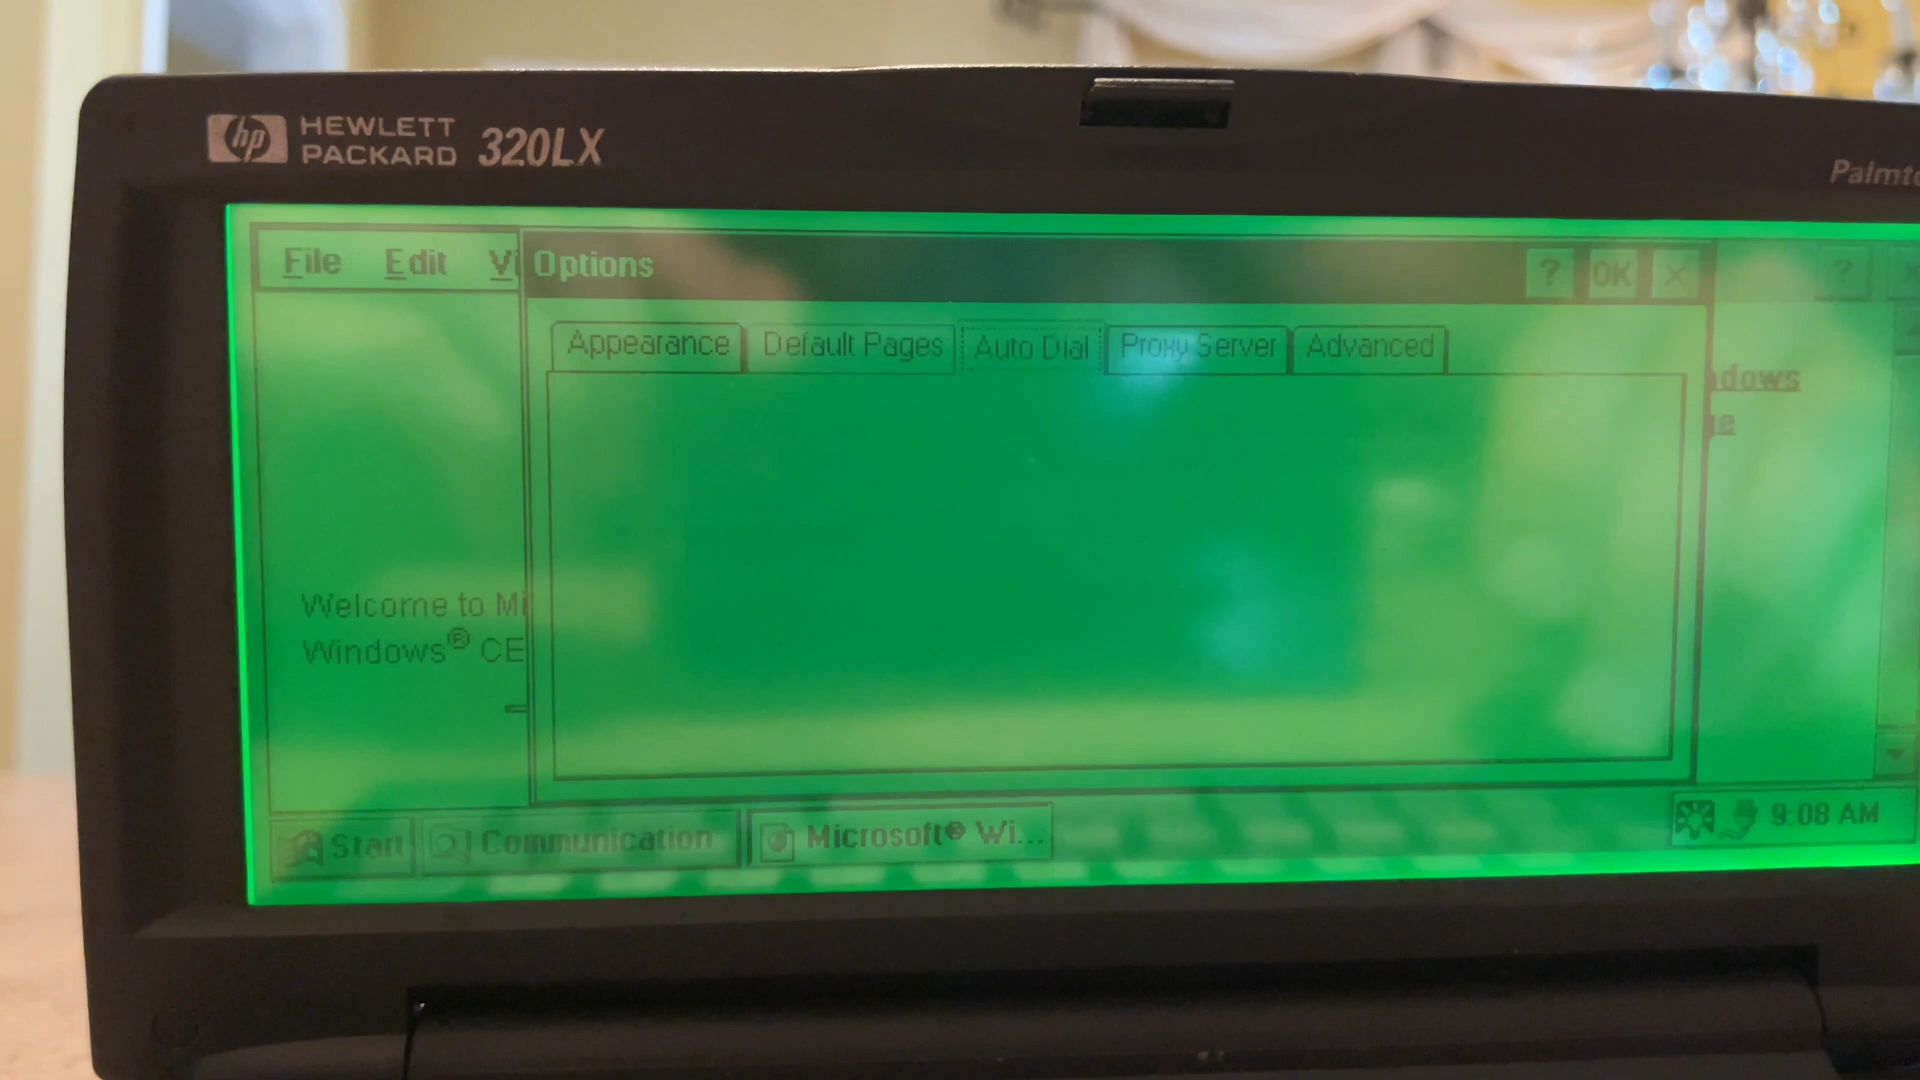 hp HEWLETT PACKARD 320LX
File Edit
Options ? OK X
? X
Appearance Default Pages Auto Dial Proxy Server Advanced
Welcome to
Windows® CE
Start Communication Microsoft® Wi... 9:08 AM